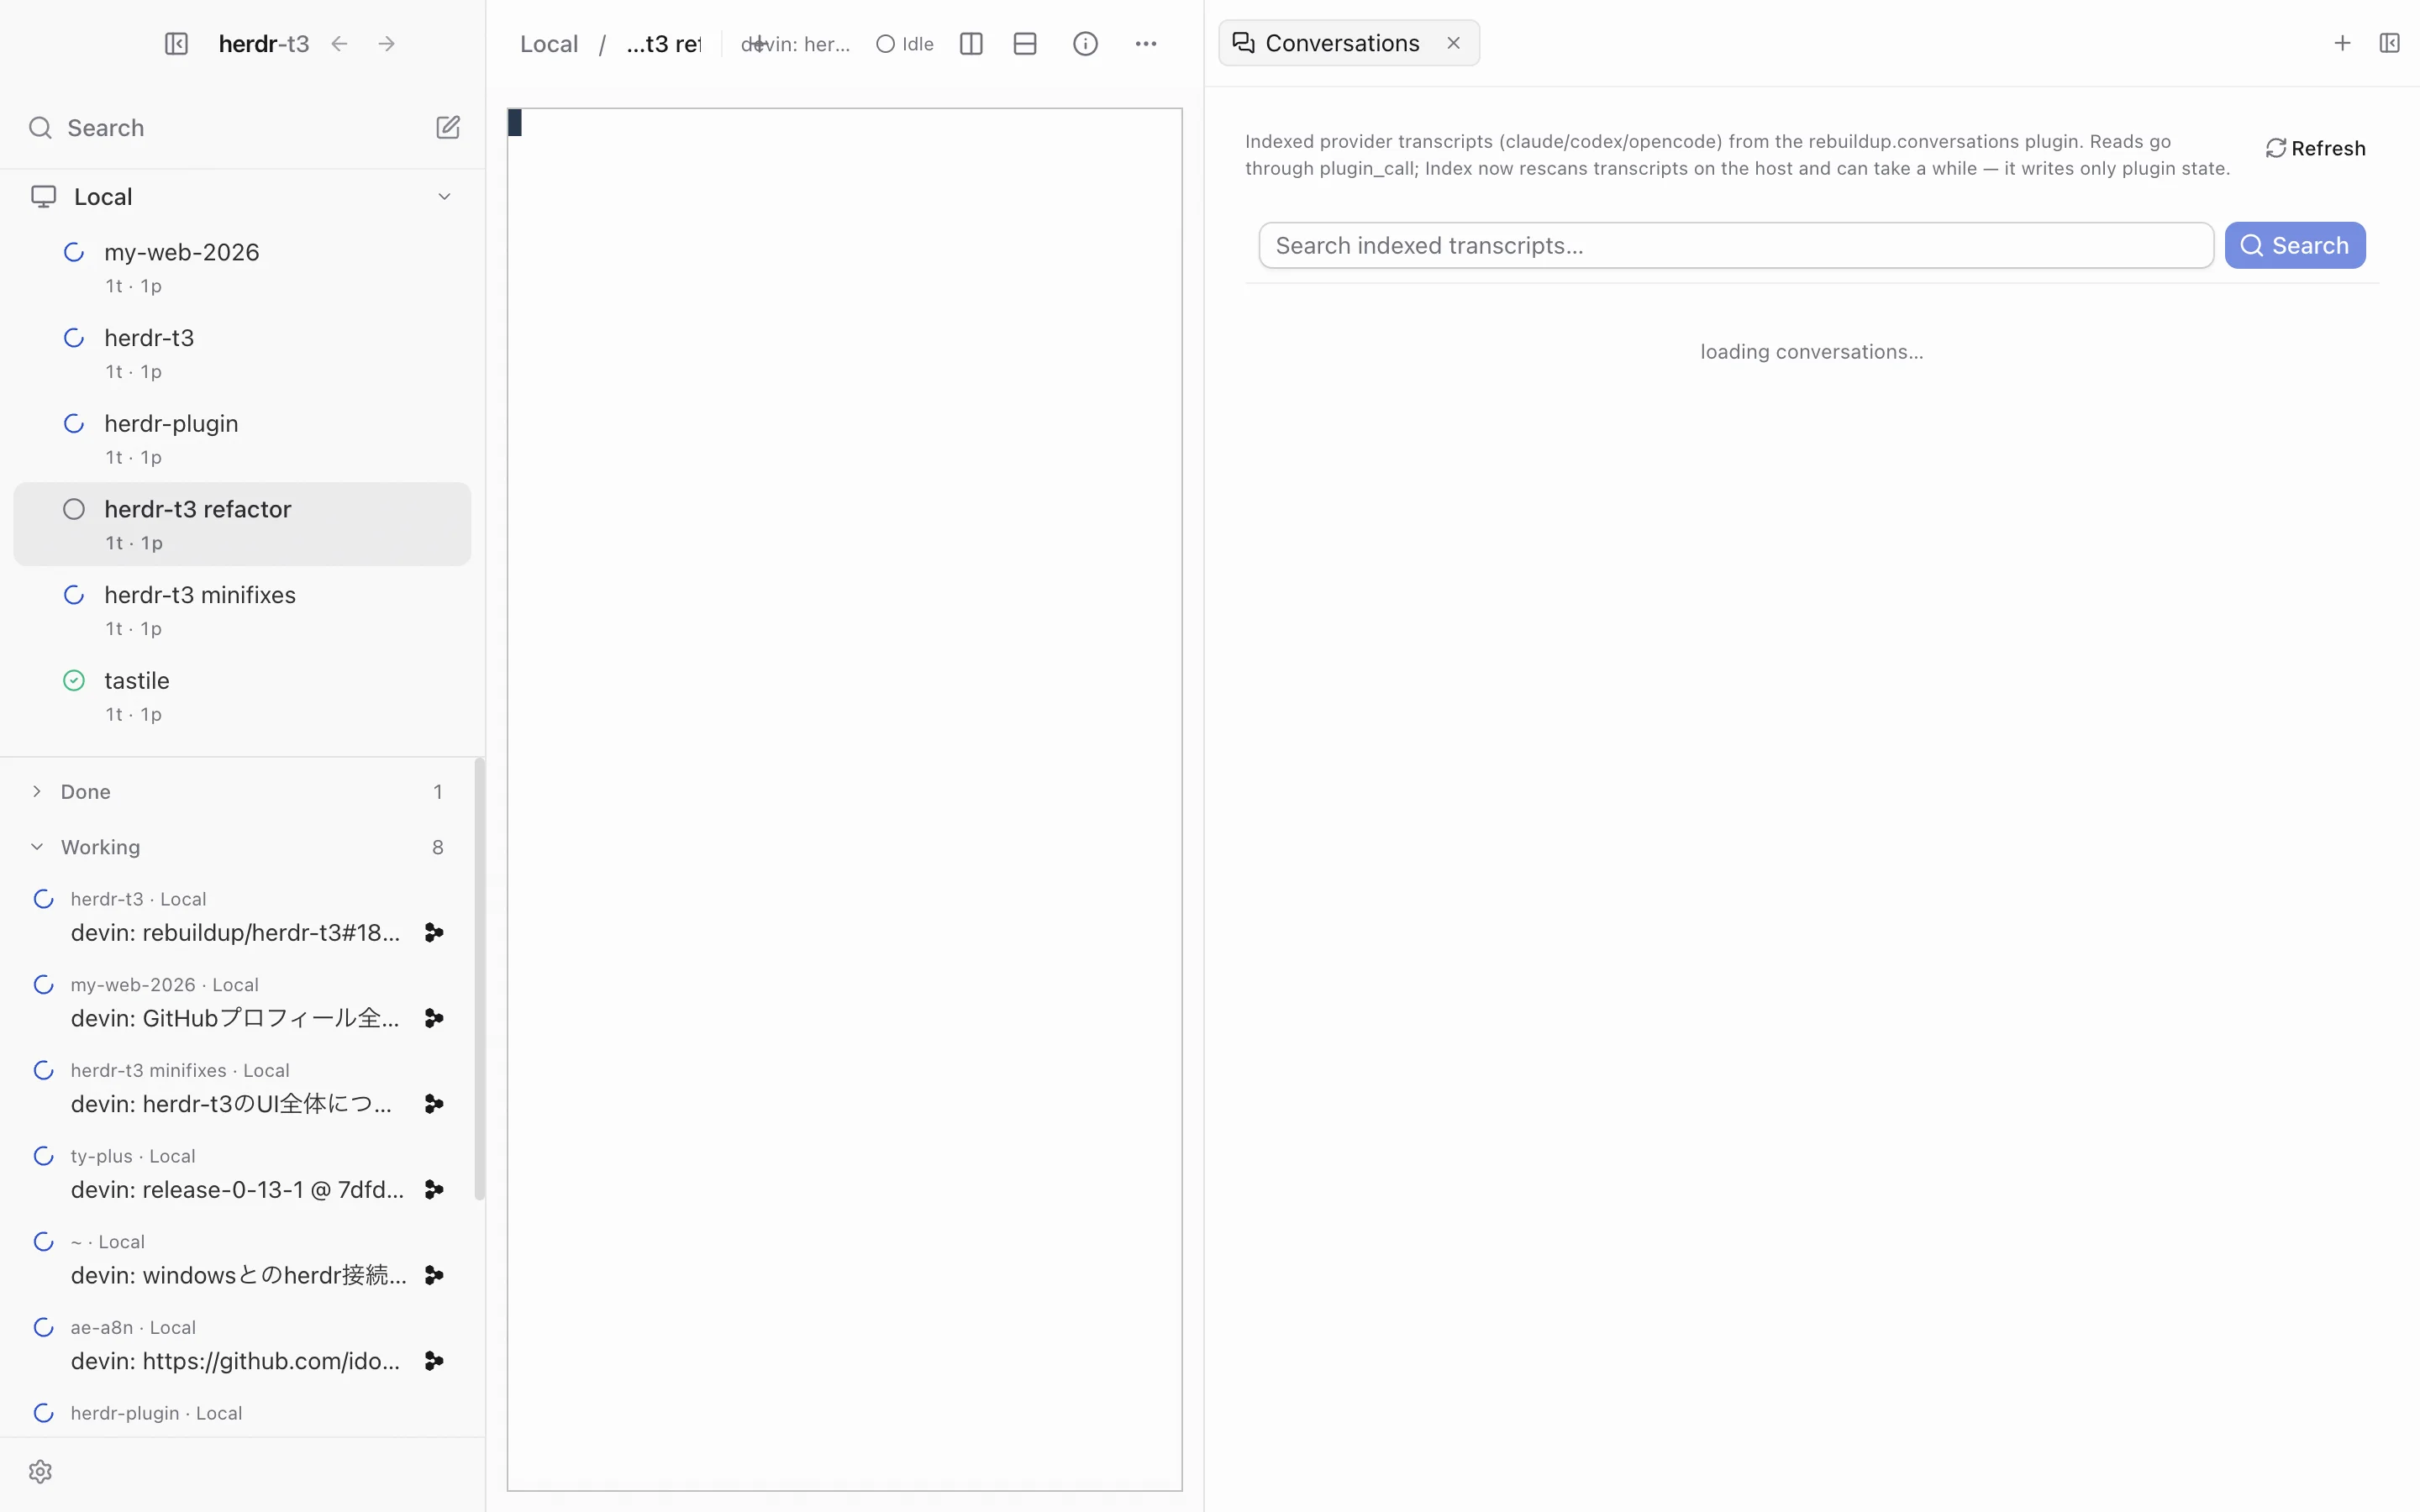 herdr-t3
Search
Local
my-web-2026
1t · 1p
herdr-t3
1t · 1p
herdr-plugin
1t · 1p
herdr-t3 refactor
1t · 1p
herdr-t3 minifixes
1t · 1p
tastile
1t · 1p
Done 1
Working 8
herdr-t3 · Local
devin: rebuildup/herdr-t3#18...
my-web-2026 · Local
devin: GitHubプロフィール全...
herdr-t3 minifixes · Local
devin: herdr-t3のUI全体につ...
ty-plus · Local
devin: release-0-13-1 @ 7dfd...
~ · Local
devin: windowsとのherdr接続...
ae-a8n · Local
devin: https://github.com/ido...
herdr-plugin · Local
Local / ...t3 ref devin: her... Idle
Conversations
Indexed provider transcripts (claude/codex/opencode) from the rebuildup.conversations plugin. Reads go
through plugin_call; Index now rescans transcripts on the host and can take a while — it writes only plugin state.
Refresh
Search indexed transcripts...
Search
loading conversations...